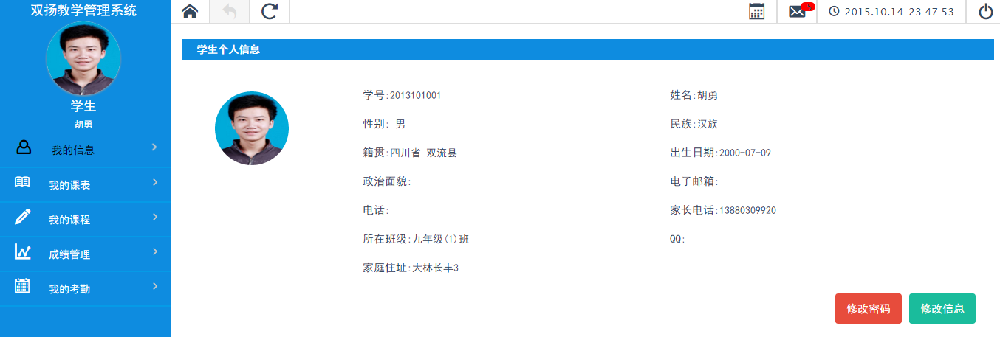 双扬教学管理系统
学生
胡勇
我的信息
我的课表
我的课程
成绩管理
我的考勤
2015.10.14 23:47:53
学生个人信息
学号:2013101001
姓名:胡勇
性别: 男
民族:汉族
籍贯:四川省 双流县
出生日期:2000-07-09
政治面貌:
电子邮箱:
电话:
家长电话:13880309920
所在班级:九年级(1)班
QQ:
家庭住址:大林长丰3
修改密码
修改信息